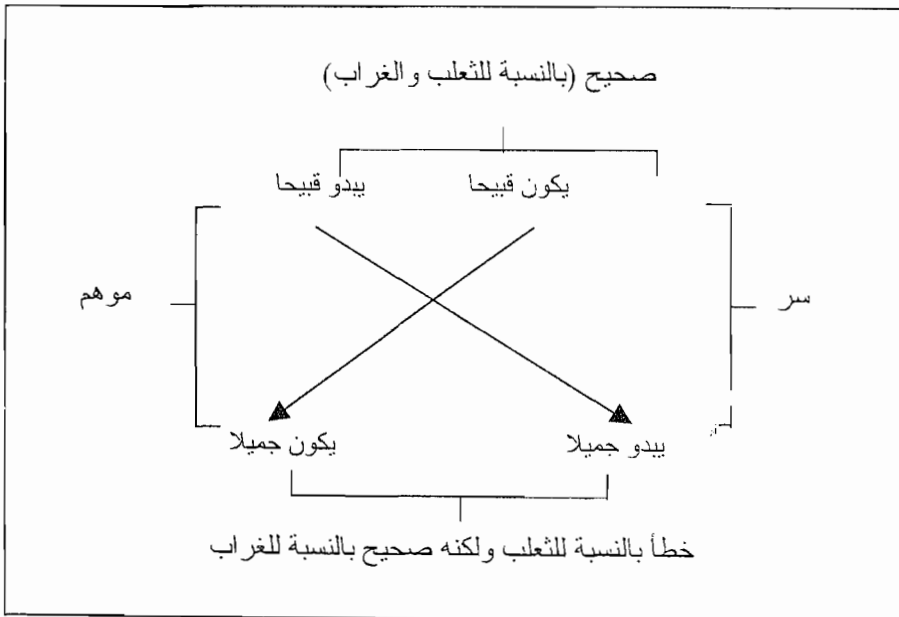 صحيح (بالنسبة للثعلب والغراب)
يكون قبيحا
يبدو قبيحا
سر
موهم
يبدو جميلا
يكون جميلا
خطأ بالنسبة للثعلب ولكنه صحيح بالنسبة للغراب